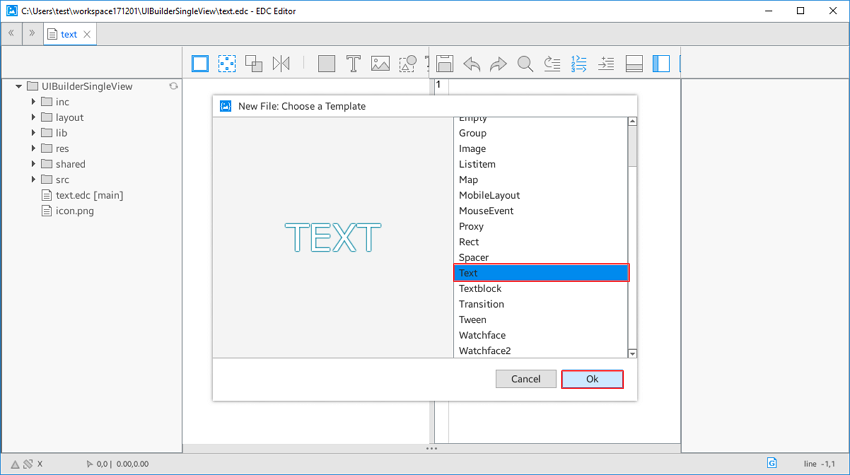 C:\Users\test\workspace171201\UIBuilderSingleView\text.edc - EDC Editor
text
1
UIBuilderSingleView
inc
layout
lib
res
shared
src
text.edc [main]
icon.png
New File: Choose a Template
TEXT
Empty
Group
Image
Listitem
Map
MobileLayout
MouseEvent
Proxy
Rect
Spacer
Text
Textblock
Transition
Tween
Watchface
Watchface2
Cancel
Ok
X
0,0 | 0.00,0.00
line -1,1